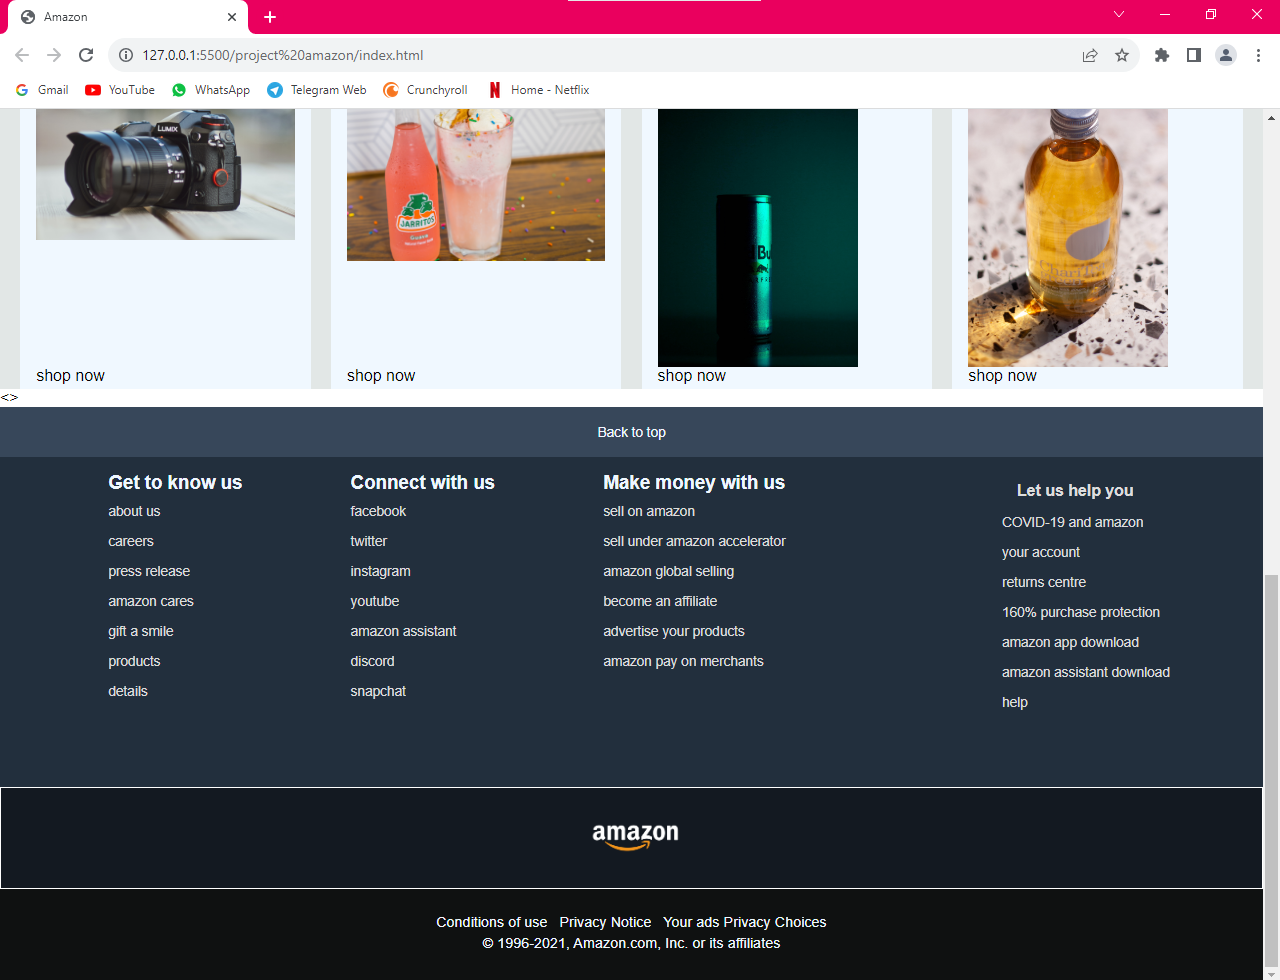 Amazon
127.0.0.1:5500/project%20amazon/index.html
Gmail YouTube WhatsApp Telegram Web Crunchyroll Home - Netflix
LUMIX
JARRITOS
Guava
Bu
shop now shop now shop now shop now
<>
Back to top
Get to know us
about us
careers
press release
amazon cares
gift a smile
products
details
Connect with us
facebook
twitter
instagram
youtube
amazon assistant
discord
snapchat
Make money with us
sell on amazon
sell under amazon accelerator
amazon global selling
become an affiliate
advertise your products
amazon pay on merchants
Let us help you
COVID-19 and amazon
your account
returns centre
160% purchase protection
amazon app download
amazon assistant download
help
amazon
Conditions of use Privacy Notice Your ads Privacy Choices
© 1996-2021, Amazon.com, Inc. or its affiliates